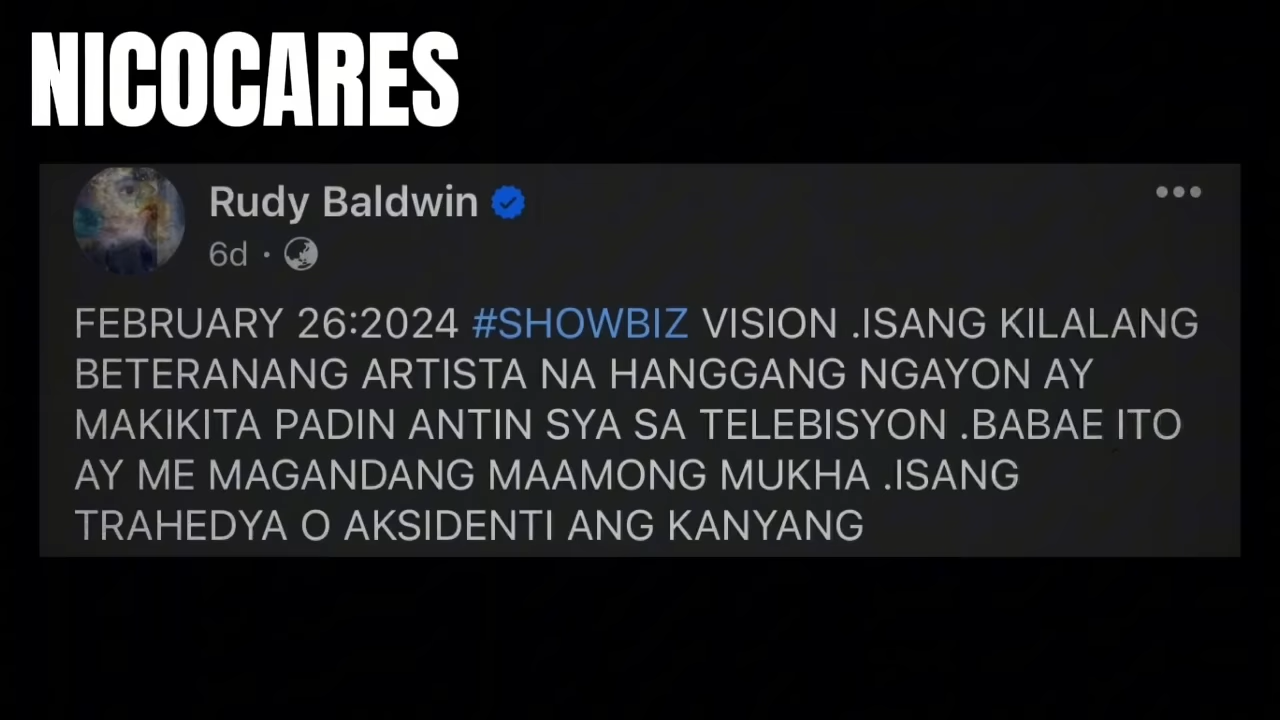 NICOCARES
Rudy Baldwin
6d ·
FEBRUARY 26:2024 #SHOWBIZ VISION .ISANG KILALANG
BETERANANG ARTISTA NA HANGGANG NGAYON AY
MAKIKITA PADIN ANTIN SYA SA TELEBISYON .BABAE ITO
AY ME MAGANDANG MAAMONG MUKHA .ISANG
TRAHEDYA O AKSIDENTI ANG KANYANG